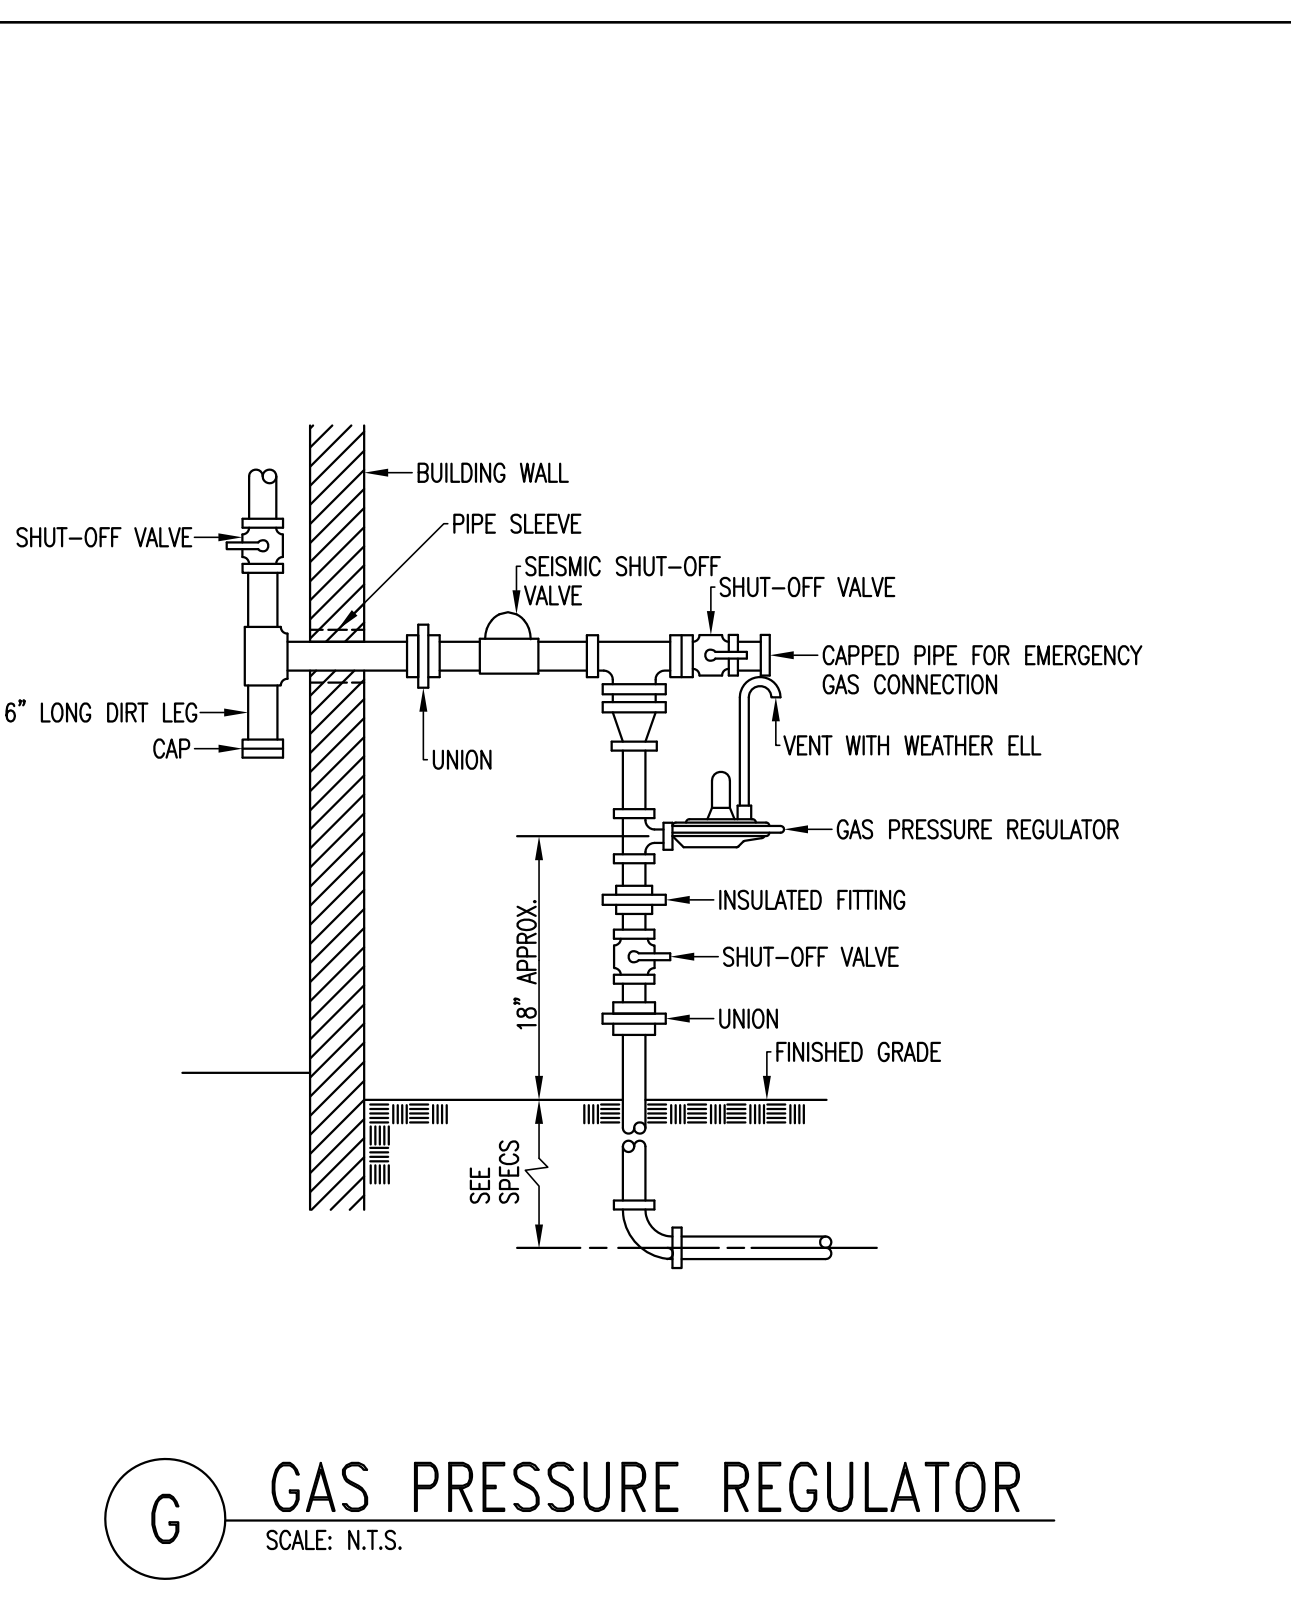 BUILDING WALL
PIPE SLEEVE
SHUT-OFF VALVE
SEISMIC SHUT-OFF
VALVE
SHUT-OFF VALVE
CAPPED PIPE FOR EMERGENCY
GAS CONNECTION
6" LONG DIRT LEG
CAP
UNION
VENT WITH WEATHER ELL
GAS PRESSURE REGULATOR
INSULATED FITTING
18" APPROX.
SHUT-OFF VALVE
UNION
FINISHED GRADE
SEE
SPECS
G
GAS PRESSURE REGULATOR
SCALE: N.T.S.